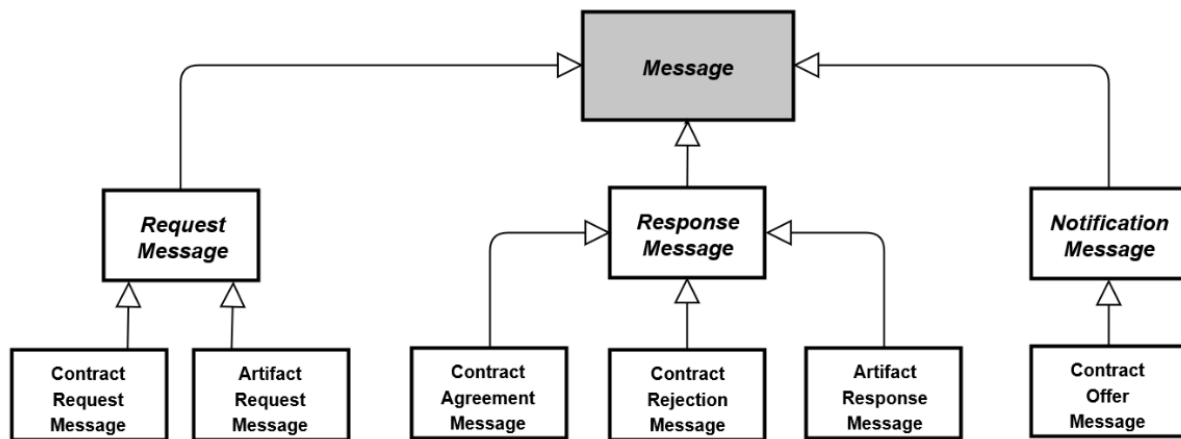 Message
Request
Message
Response
Message
Notification
Message
Contract
Request
Message
Artifact
Request
Message
Contract
Agreement
Message
Contract
Rejection
Message
Artifact
Response
Message
Contract
Offer
Message